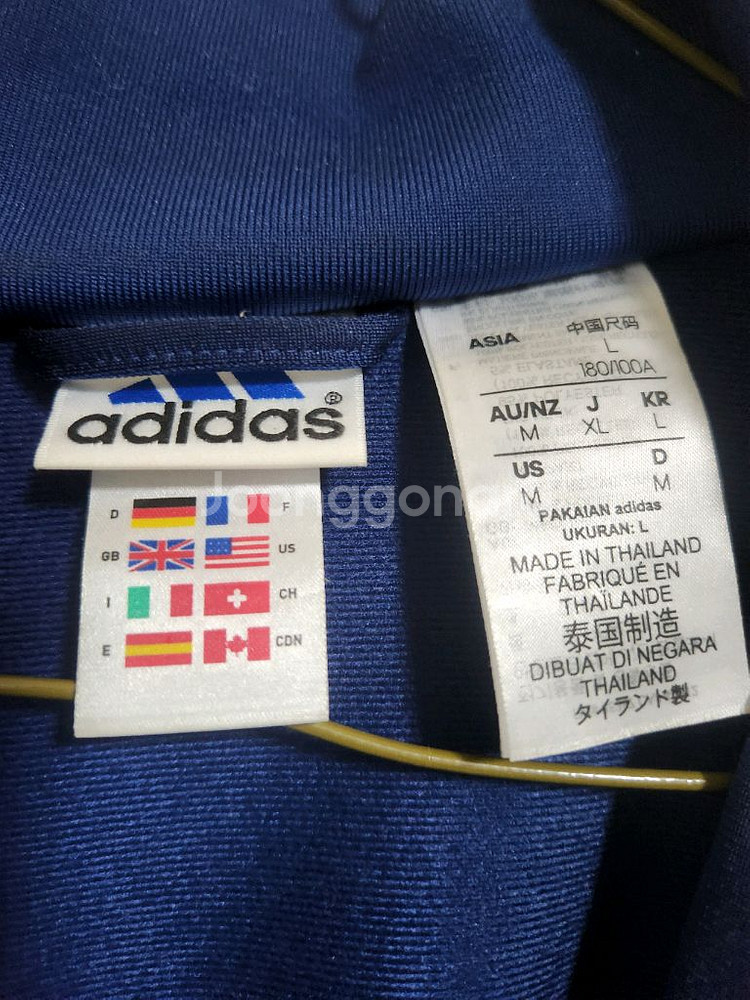 adidas®
D F
GB US
I CH
E CDN
ASIA 中国尺码
L
180/100A
AU/NZ J KR
M XL L
US D
M M
PAKAIAN adidas
UKURAN: L
MADE IN THAILAND
FABRIQUÉ EN
THAÏLANDE
泰国制造
DIBUAT DI NEGARA
THAILAND
タイランド製